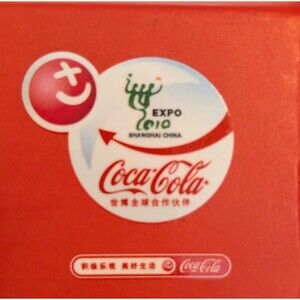 EXPO
2010
SHANGHAI CHINA
Coca-Cola
世博全球合作伙伴
积极乐观 美好生活 Coca-Cola